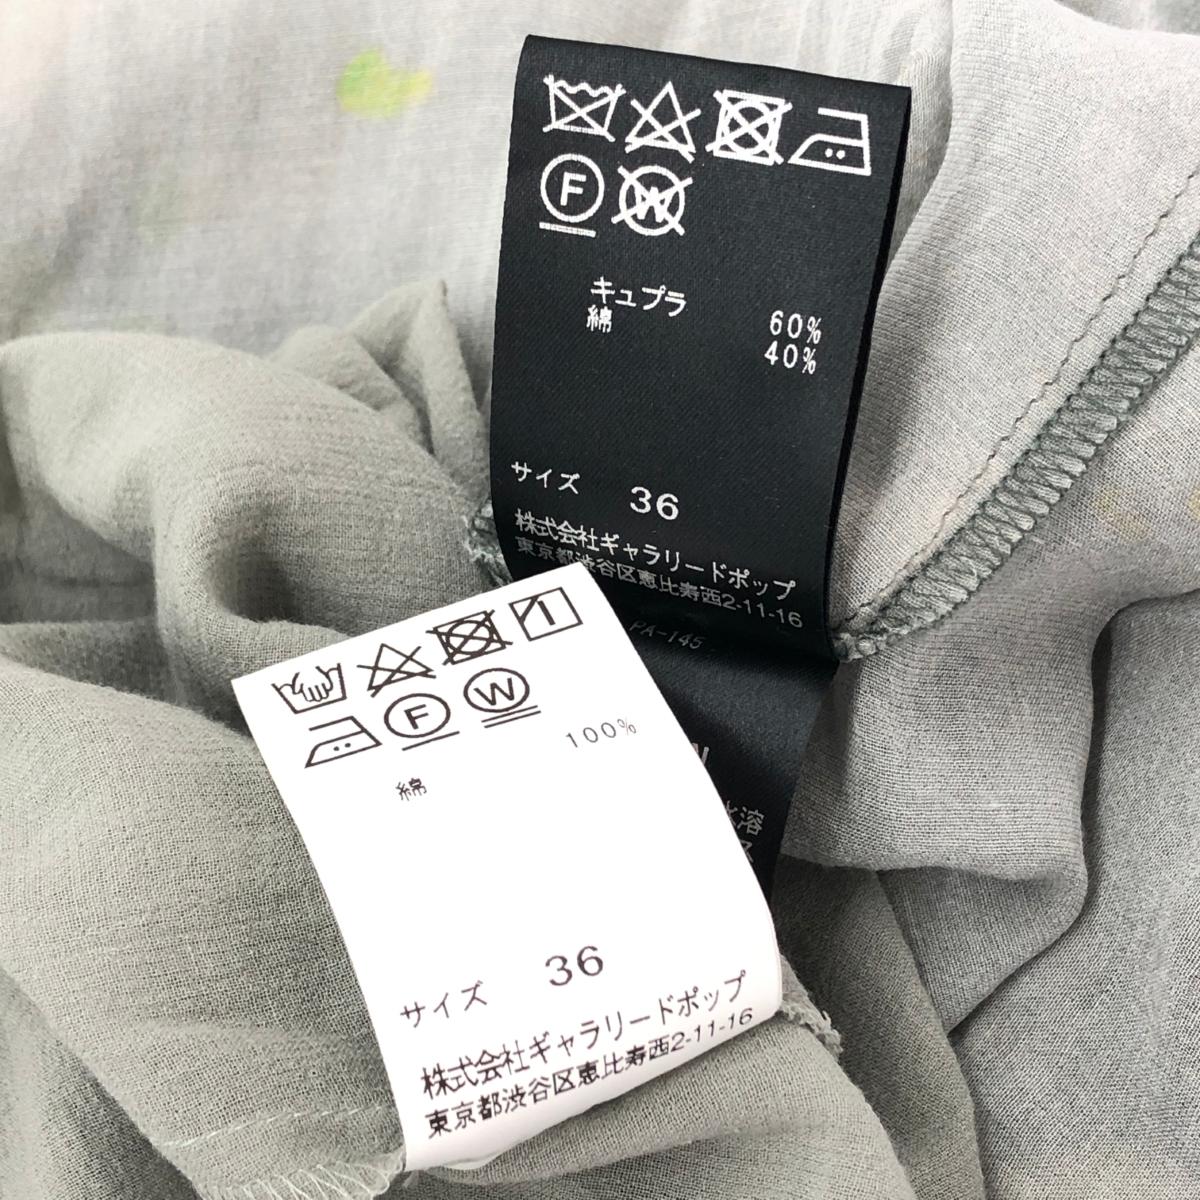 F W
キュプラ 60%
綿 40%
サイズ 36
株式会社ギャラリードポップ
東京都渋谷区恵比寿西2-11-16
PA-145
水溶
F W
100%
綿
サイズ 36
株式会社ギャラリードポップ
東京都渋谷区恵比寿西2-11-16